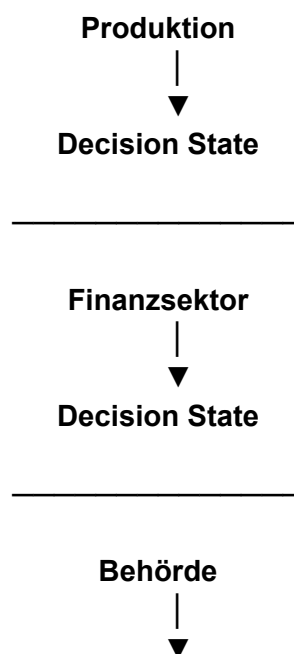 Produktion
│
▼
Decision State
────────────────
Finanzsektor
│
▼
Decision State
────────────────
Behörde
│
▼